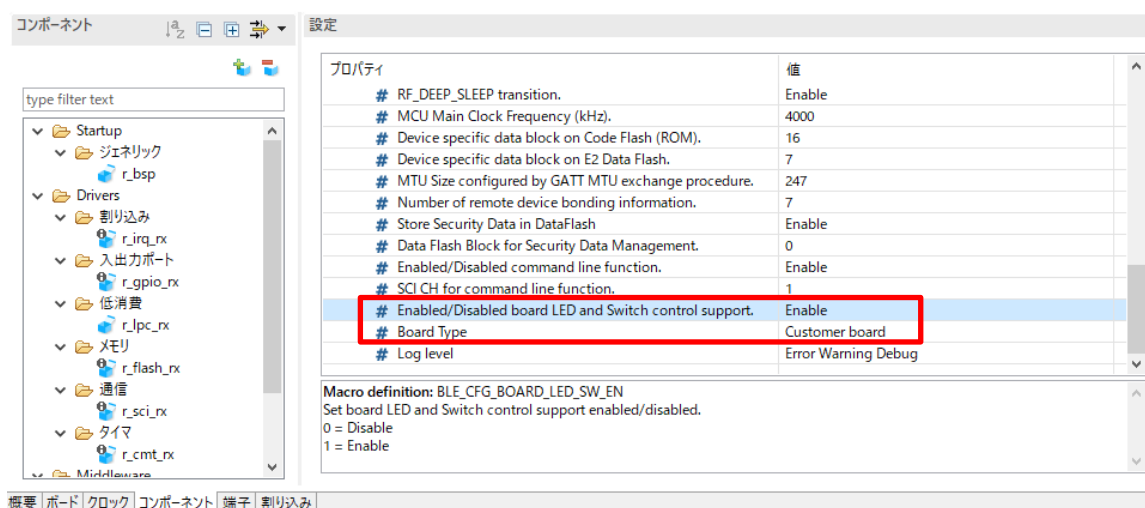 コンポーネント
設定
type filter text
Startup
ジェネリック
r_bsp
Drivers
割り込み
r_irq_rx
入出力ポート
r_gpio_rx
低消費
r_lpc_rx
メモリ
r_flash_rx
通信
r_sci_rx
タイマ
r_cmt_rx
Middleware
プロパティ 値
# RF_DEEP_SLEEP transition. Enable
# MCU Main Clock Frequency (kHz). 4000
# Device specific data block on Code Flash (ROM). 16
# Device specific data block on E2 Data Flash. 7
# MTU Size configured by GATT MTU exchange procedure. 247
# Number of remote device bonding information. 7
# Store Security Data in DataFlash Enable
# Data Flash Block for Security Data Management. 0
# Enabled/Disabled command line function. Enable
# SCI CH for command line function. 1
# Enabled/Disabled board LED and Switch control support. Enable
# Board Type Customer board
# Log level Error Warning Debug
Macro definition: BLE_CFG_BOARD_LED_SW_EN
Set board LED and Switch control support enabled/disabled.
0 = Disable
1 = Enable
概要 ボード クロック コンポーネント 端子 割り込み